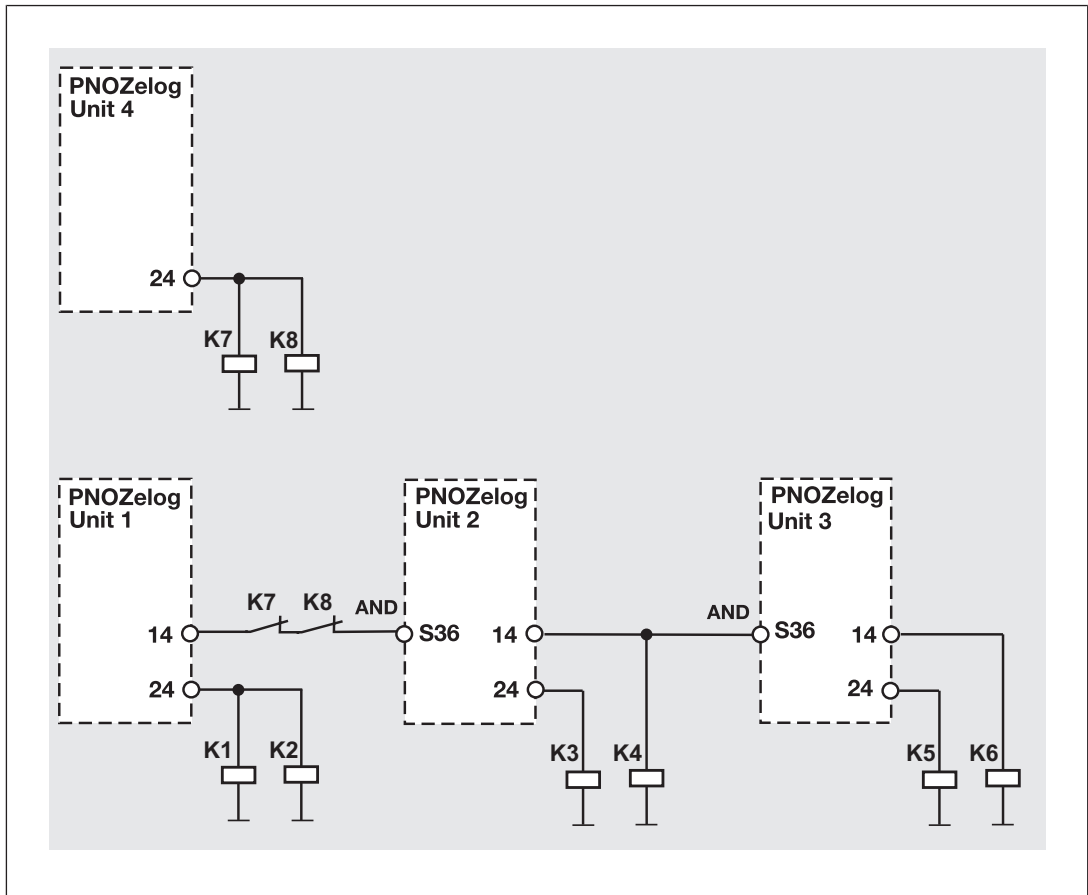 PNOZelog
Unit 4
24
K7 K8
PNOZelog
Unit 1
PNOZelog
Unit 2
PNOZelog
Unit 3
K7 K8 AND
AND
14
S36 14
S36 14
24
24
24
K1 K2
K3 K4
K5 K6